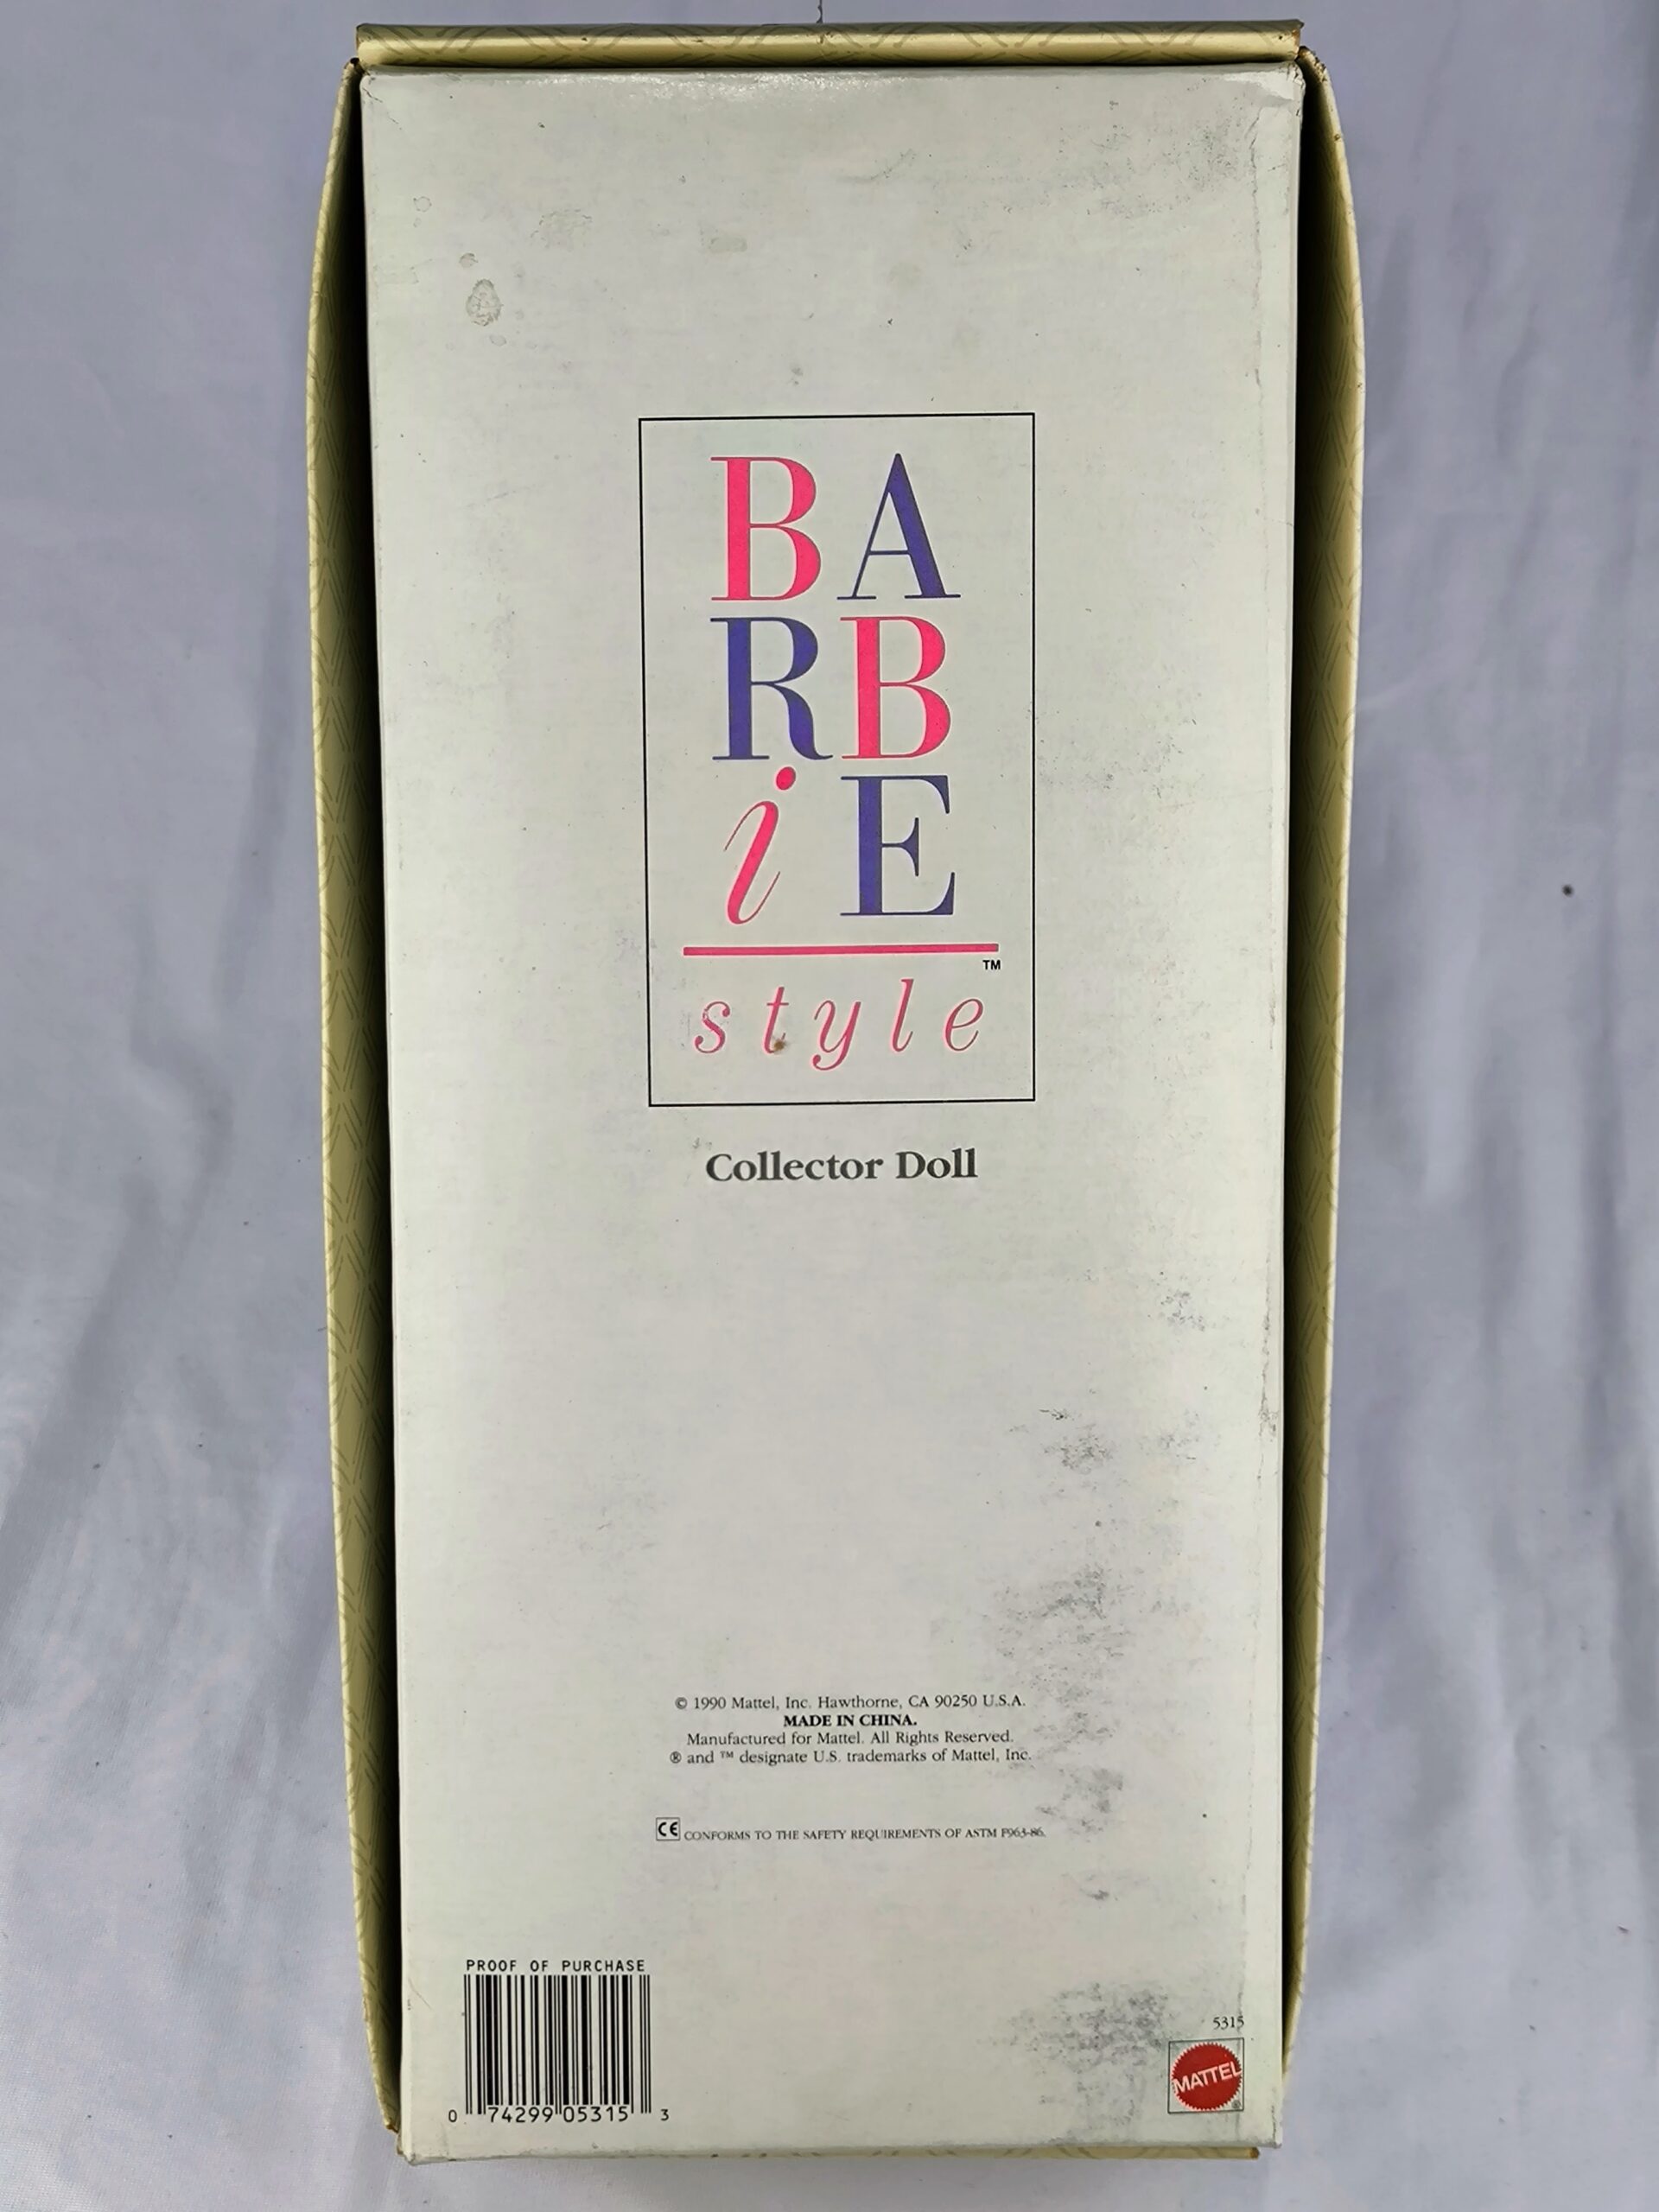 BA
RB
iE
™
style
Collector Doll
© 1990 Mattel, Inc. Hawthorne, CA 90250 U.S.A.
MADE IN CHINA.
Manufactured for Mattel. All Rights Reserved.
® and ™ designate U.S. trademarks of Mattel, Inc.
CE CONFORMS TO THE SAFETY REQUIREMENTS OF ASTM F963-86.
PROOF OF PURCHASE
0 74299 05315 3
5315
MATTEL
®